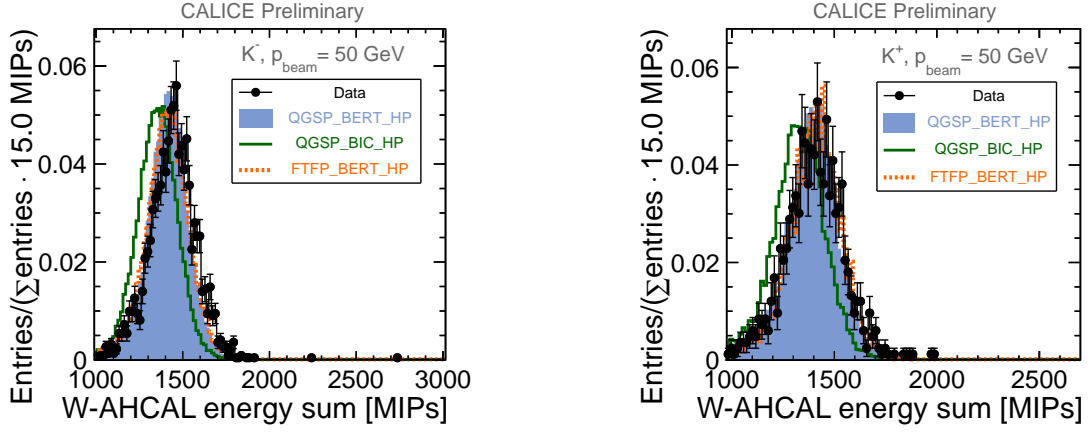 CALICE Preliminary
K⁻, p_beam = 50 GeV
Data
QGSP_BERT_HP
QGSP_BIC_HP
FTFP_BERT_HP
0.06
0.04
0.02
0
1000 1500 2000 2500 3000
Entries/(∑entries · 15.0 MIPs)
W-AHCAL energy sum [MIPs]
CALICE Preliminary
K⁺, p_beam = 50 GeV
Data
QGSP_BERT_HP
QGSP_BIC_HP
FTFP_BERT_HP
0.06
0.04
0.02
0
1000 1500 2000 2500
Entries/(∑entries · 15.0 MIPs)
W-AHCAL energy sum [MIPs]